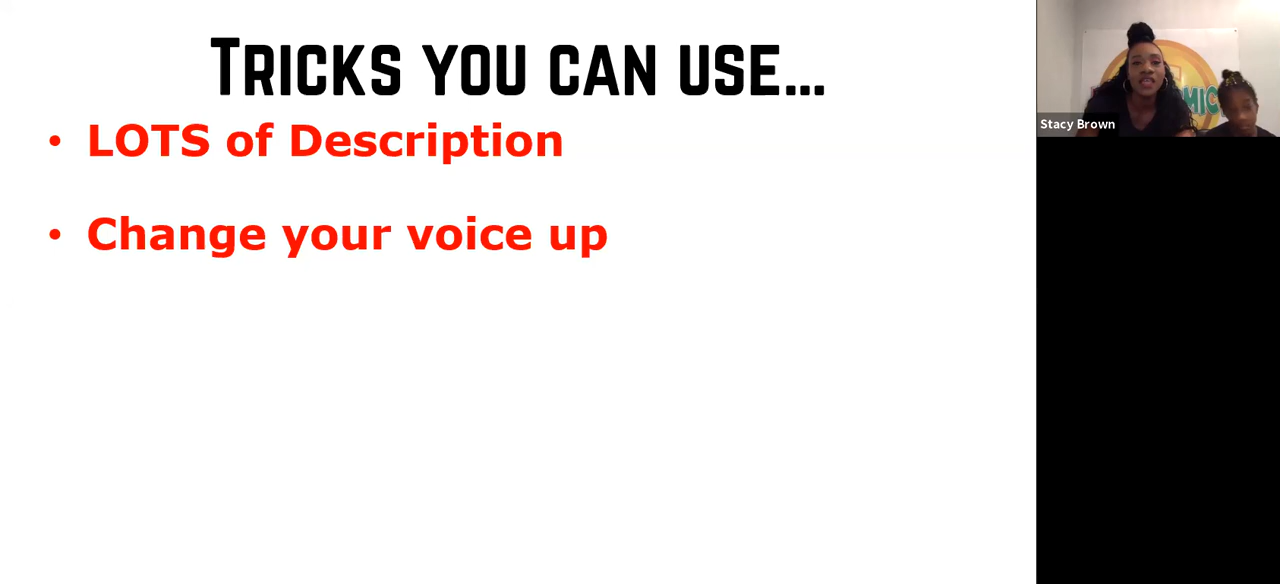 TRICKS YOU CAN USE...
• LOTS of Description
• Change your voice up
Stacy Brown